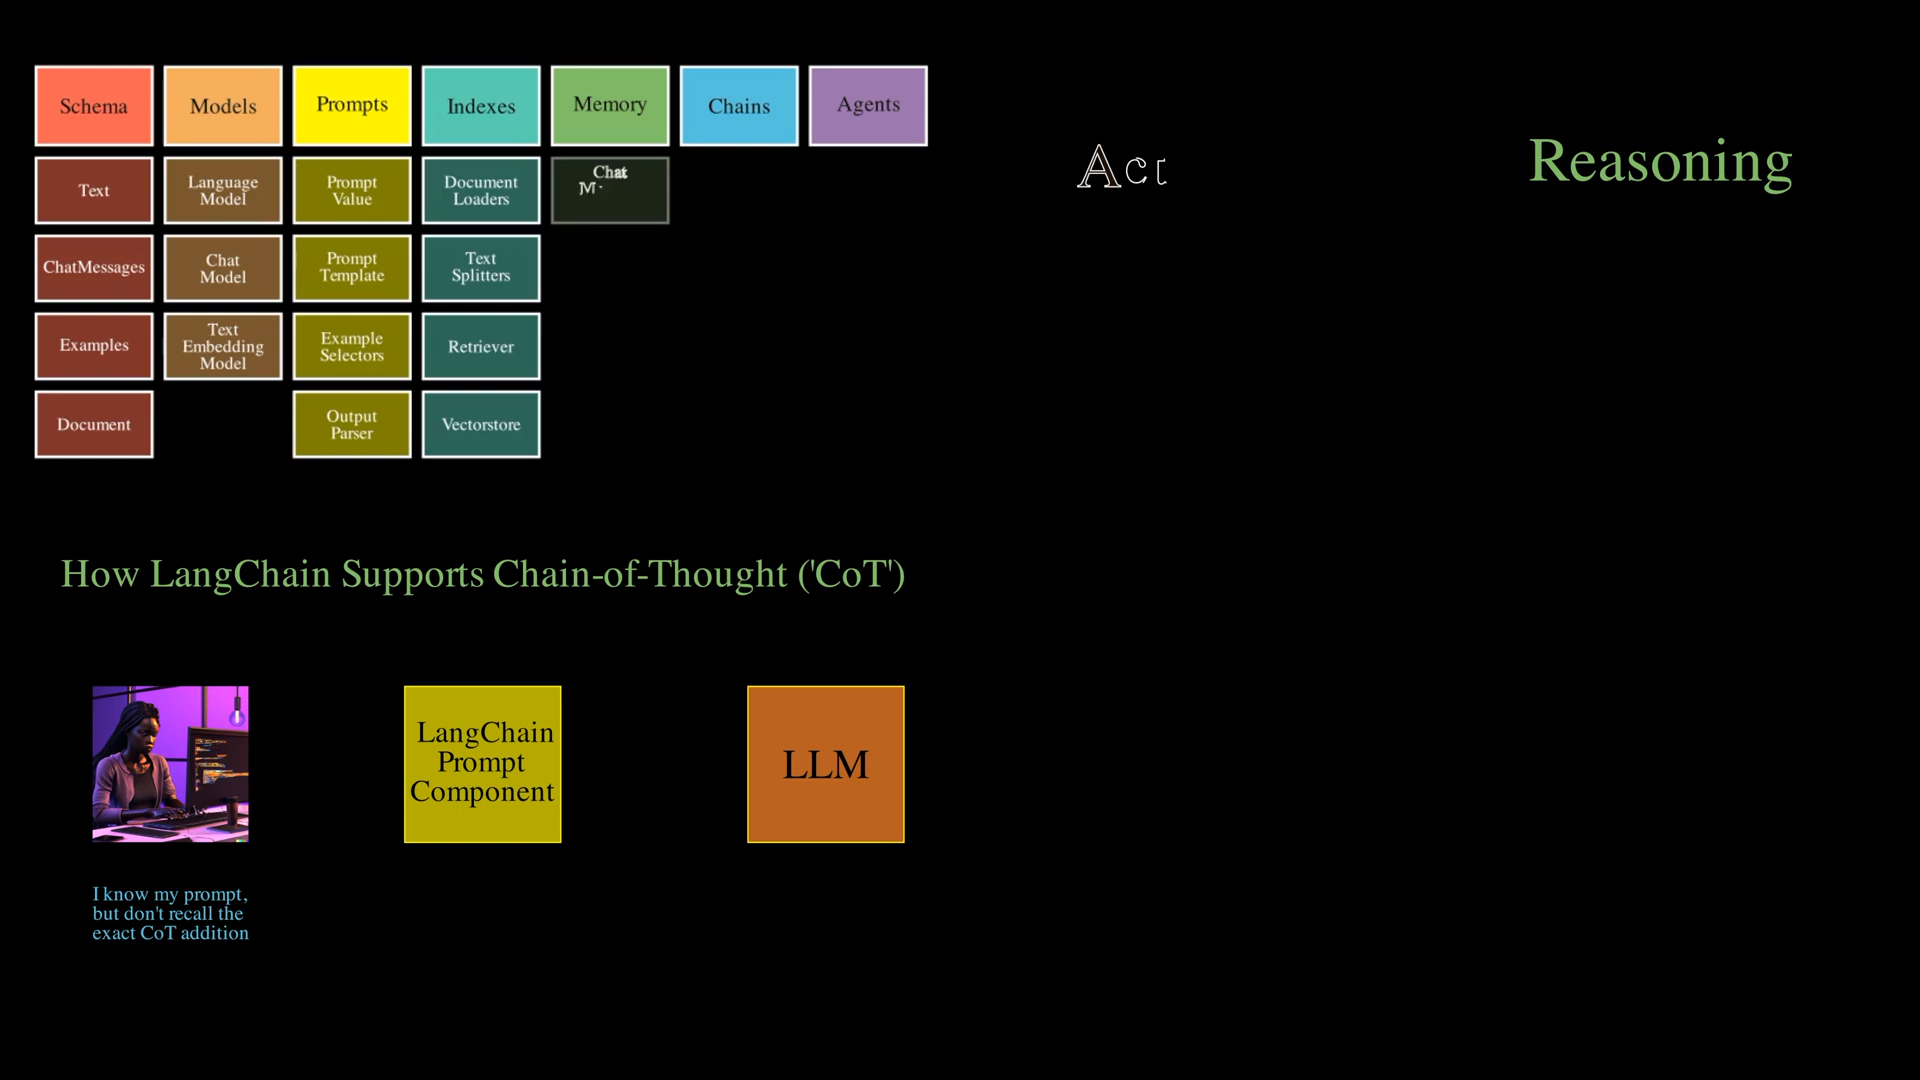 Schema
Models
Prompts
Indexes
Memory
Chains
Agents
Text
Language
Model
Prompt
Value
Document
Loaders
Chat
ChatMessages
Chat
Model
Prompt
Template
Text
Splitters
Examples
Text
Embedding
Model
Example
Selectors
Retriever
Document
Output
Parser
Vectorstore
Act
Reasoning
How LangChain Supports Chain-of-Thought ('CoT')
LangChain
Prompt
Component
LLM
I know my prompt,
but don't recall the
exact CoT addition